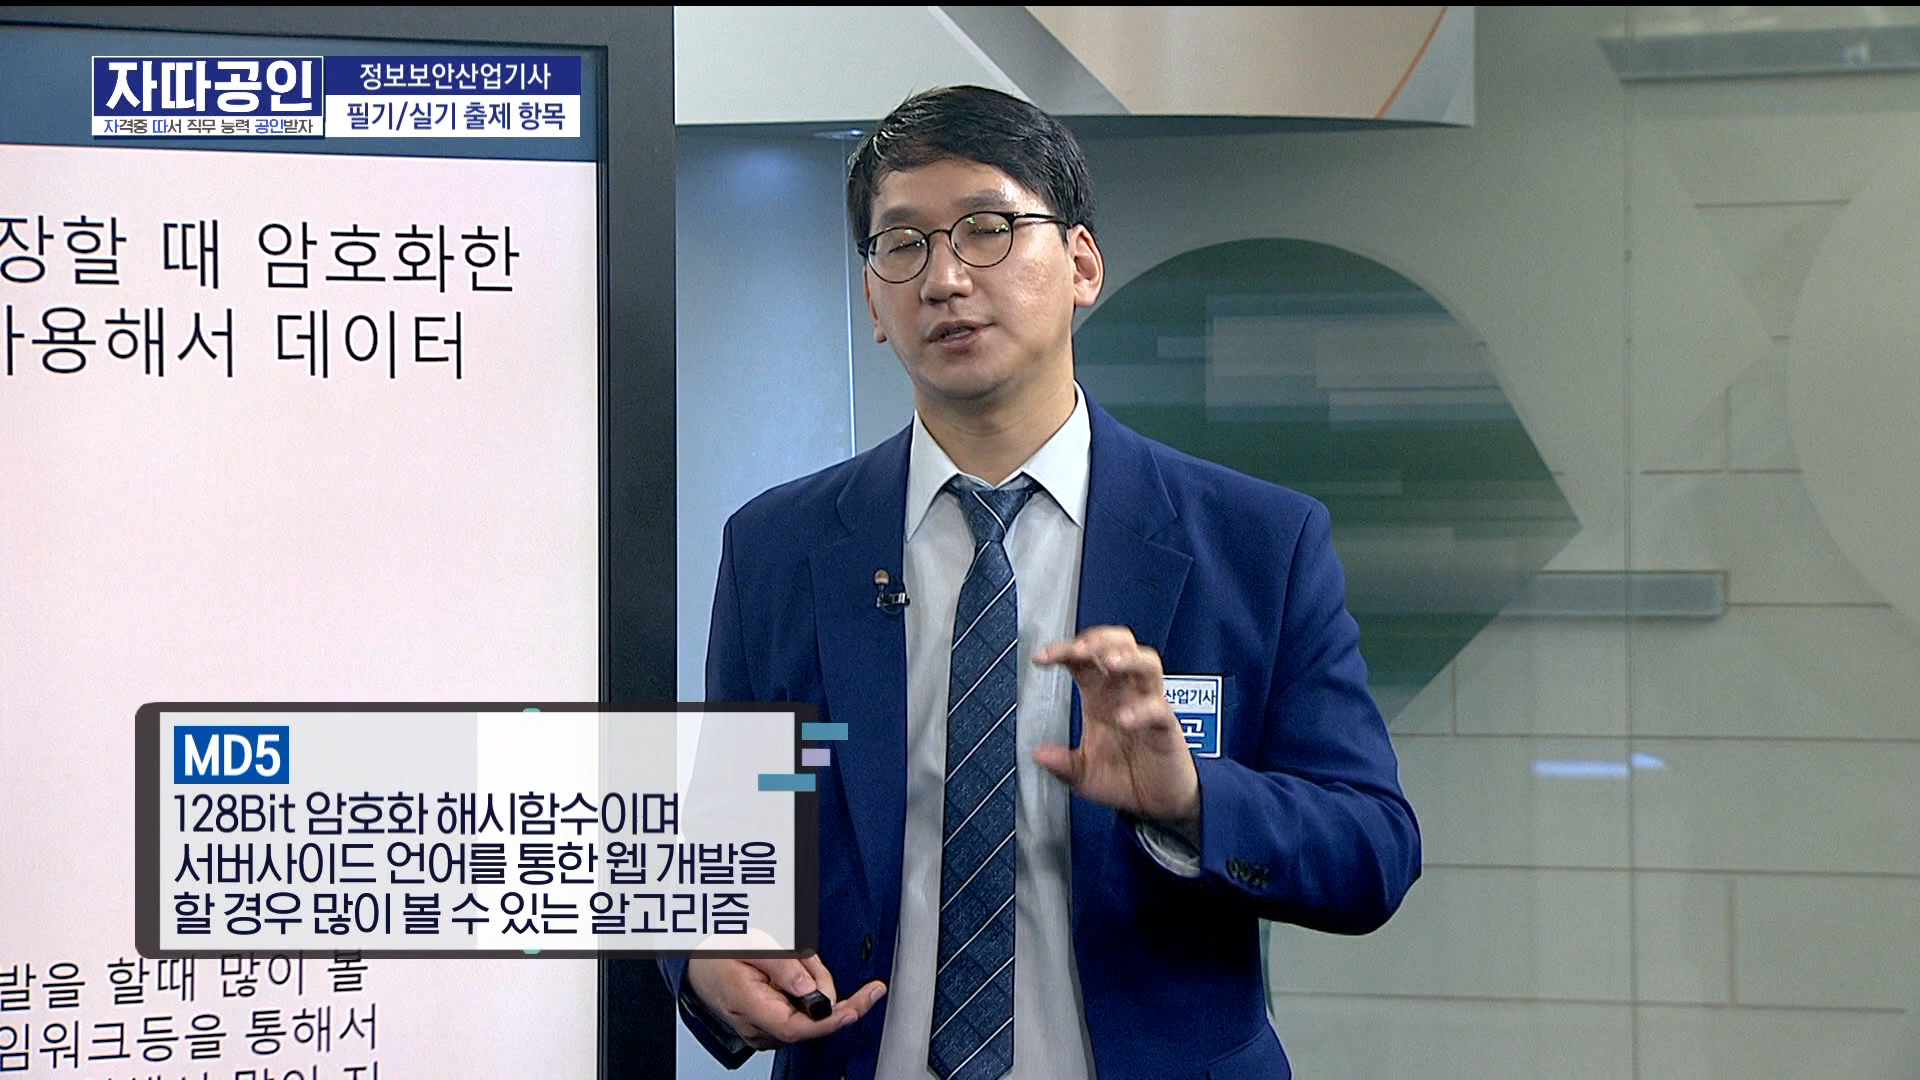 자따공인
자격증 따서 직무 능력 공인받자
정보보안산업기사
필기/실기 출제 항목
장할 때 암호화한
사용해서 데이터
산업기사
MD5
128Bit 암호화 해시함수이며
서버사이드 언어를 통한 웹 개발을
할 경우 많이 볼 수 있는 알고리즘
발을 할때 많이 볼
임워크등을 통해서